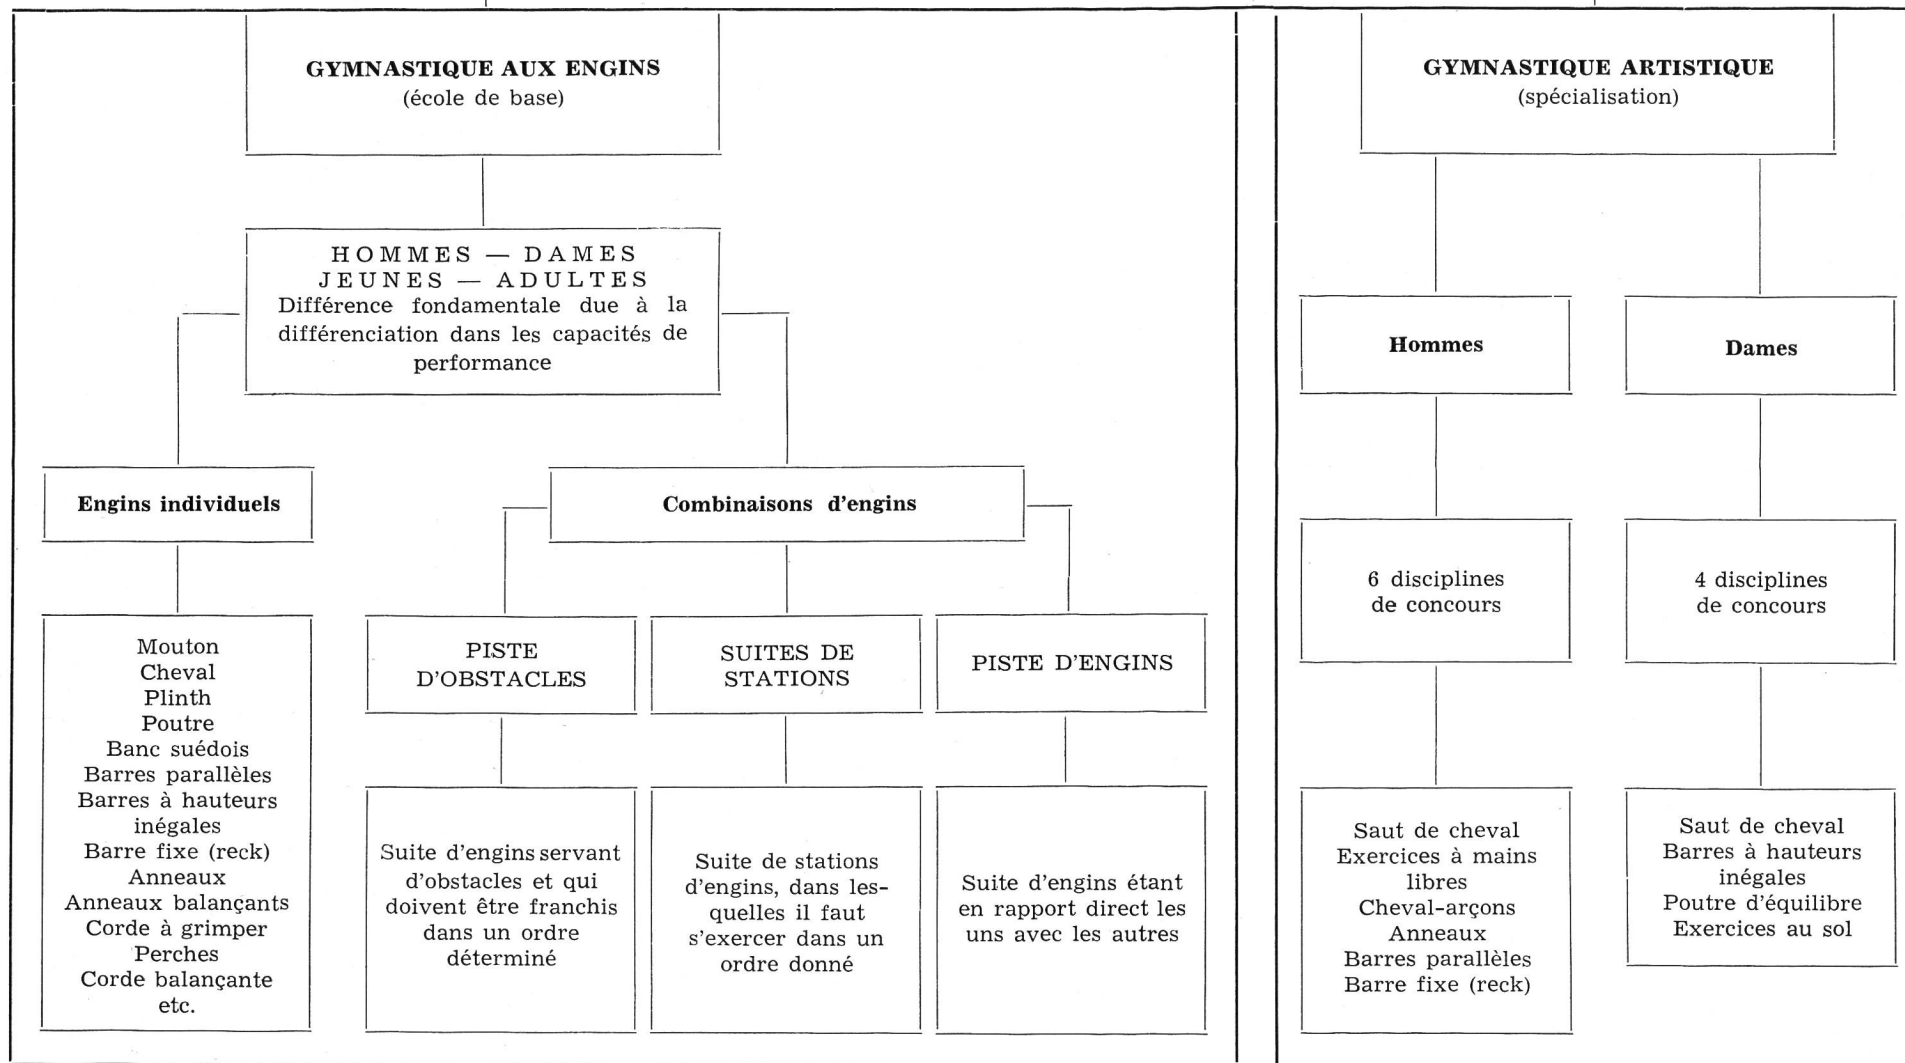 GYMNASTIQUE AUX ENGINS
(école de base)
HOMMES — DAMES
JEUNES — ADULTES
Différence fondamentale due à la
différenciation dans les capacités de
performance
Engins individuels
Combinaisons d'engins
Mouton
Cheval
Plinth
Poutre
Banc suédois
Barres parallèles
Barres à hauteurs
inégales
Barre fixe (reck)
Anneaux
Anneaux balançants
Corde à grimper
Perches
Corde balançante
etc.
PISTE
D'OBSTACLES
SUITES DE
STATIONS
PISTE D'ENGINS
Suite d'engins servant
d'obstacles et qui
doivent être franchis
dans un ordre
déterminé
Suite de stations
d'engins, dans les-
quelles il faut
s'exercer dans un
ordre donné
Suite d'engins étant
en rapport direct les
uns avec les autres
GYMNASTIQUE ARTISTIQUE
(spécialisation)
Hommes
Dames
6 disciplines
de concours
4 disciplines
de concours
Saut de cheval
Exercices à mains
libres
Cheval-arçons
Anneaux
Barres parallèles
Barre fixe (reck)
Saut de cheval
Barres à hauteurs
inégales
Poutre d'équilibre
Exercices au sol